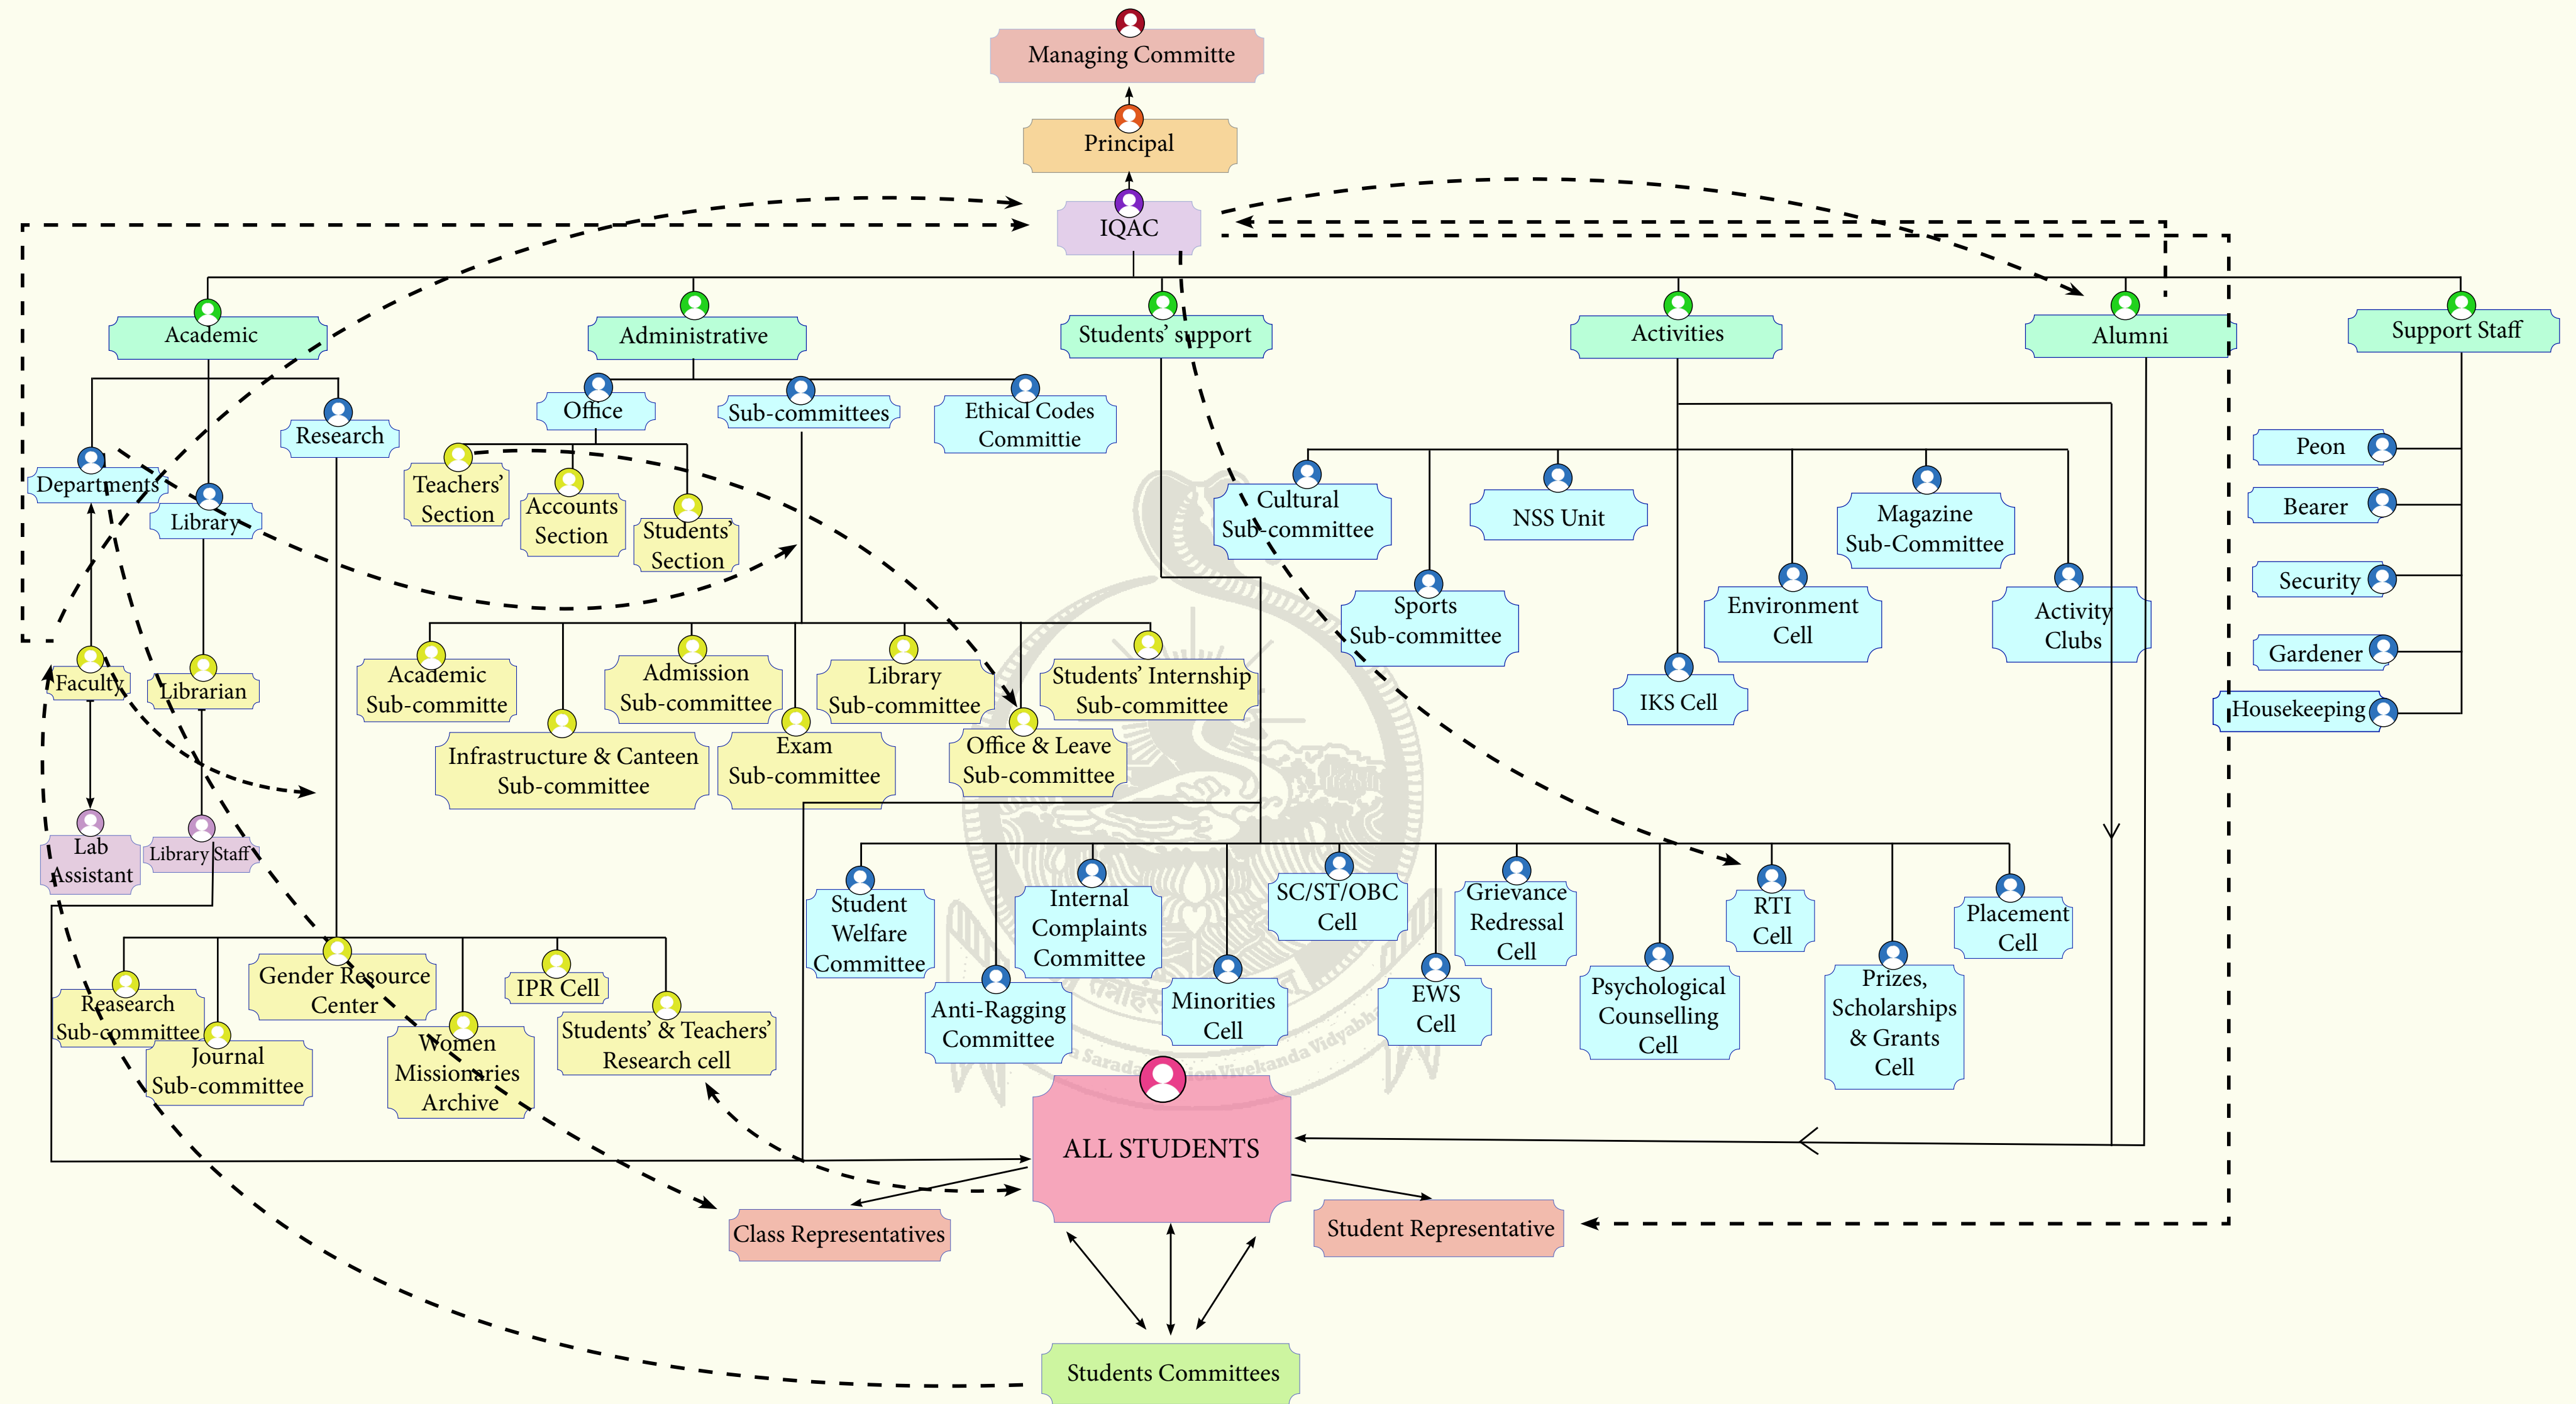 Managing Committe
Principal
IQAC
Academic
Administrative
Students’ support
Activities
Alumni
Support Staff
Office
Sub-committees
Ethical Codes
Committie
Research
Departments
Library
Teachers’
Section
Accounts
Section
Students’
Section
Cultural
Sub-committee
NSS Unit
Magazine
Sub-Committee
Sports
Sub-committee
Environment
Cell
Activity
Clubs
IKS Cell
Peon
Bearer
Security
Gardener
Housekeeping
Faculty
Librarian
Academic
Sub-committe
Admission
Sub-committee
Library
Sub-committee
Students’ Internship
Sub-committee
Infrastructure & Canteen
Sub-committee
Exam
Sub-committee
Office & Leave
Sub-committee
Lab
Assistant
Library Staff
Student
Welfare
Committee
Internal
Complaints
Committee
SC/ST/OBC
Cell
Grievance
Redressal
Cell
RTI
Cell
Placement
Cell
Anti-Ragging
Committee
Minorities
Cell
EWS
Cell
Psychological
Counselling
Cell
Prizes,
Scholarships
& Grants
Cell
Reasearch
Sub-committee
Journal
Sub-committee
Gender Resource
Center
Women
Missionaries
Archive
IPR Cell
Students’ & Teachers’
Research cell
Sarada
Vivekanda Vidyabha
ALL STUDENTS
Class Representatives
Student Representative
Students Committees